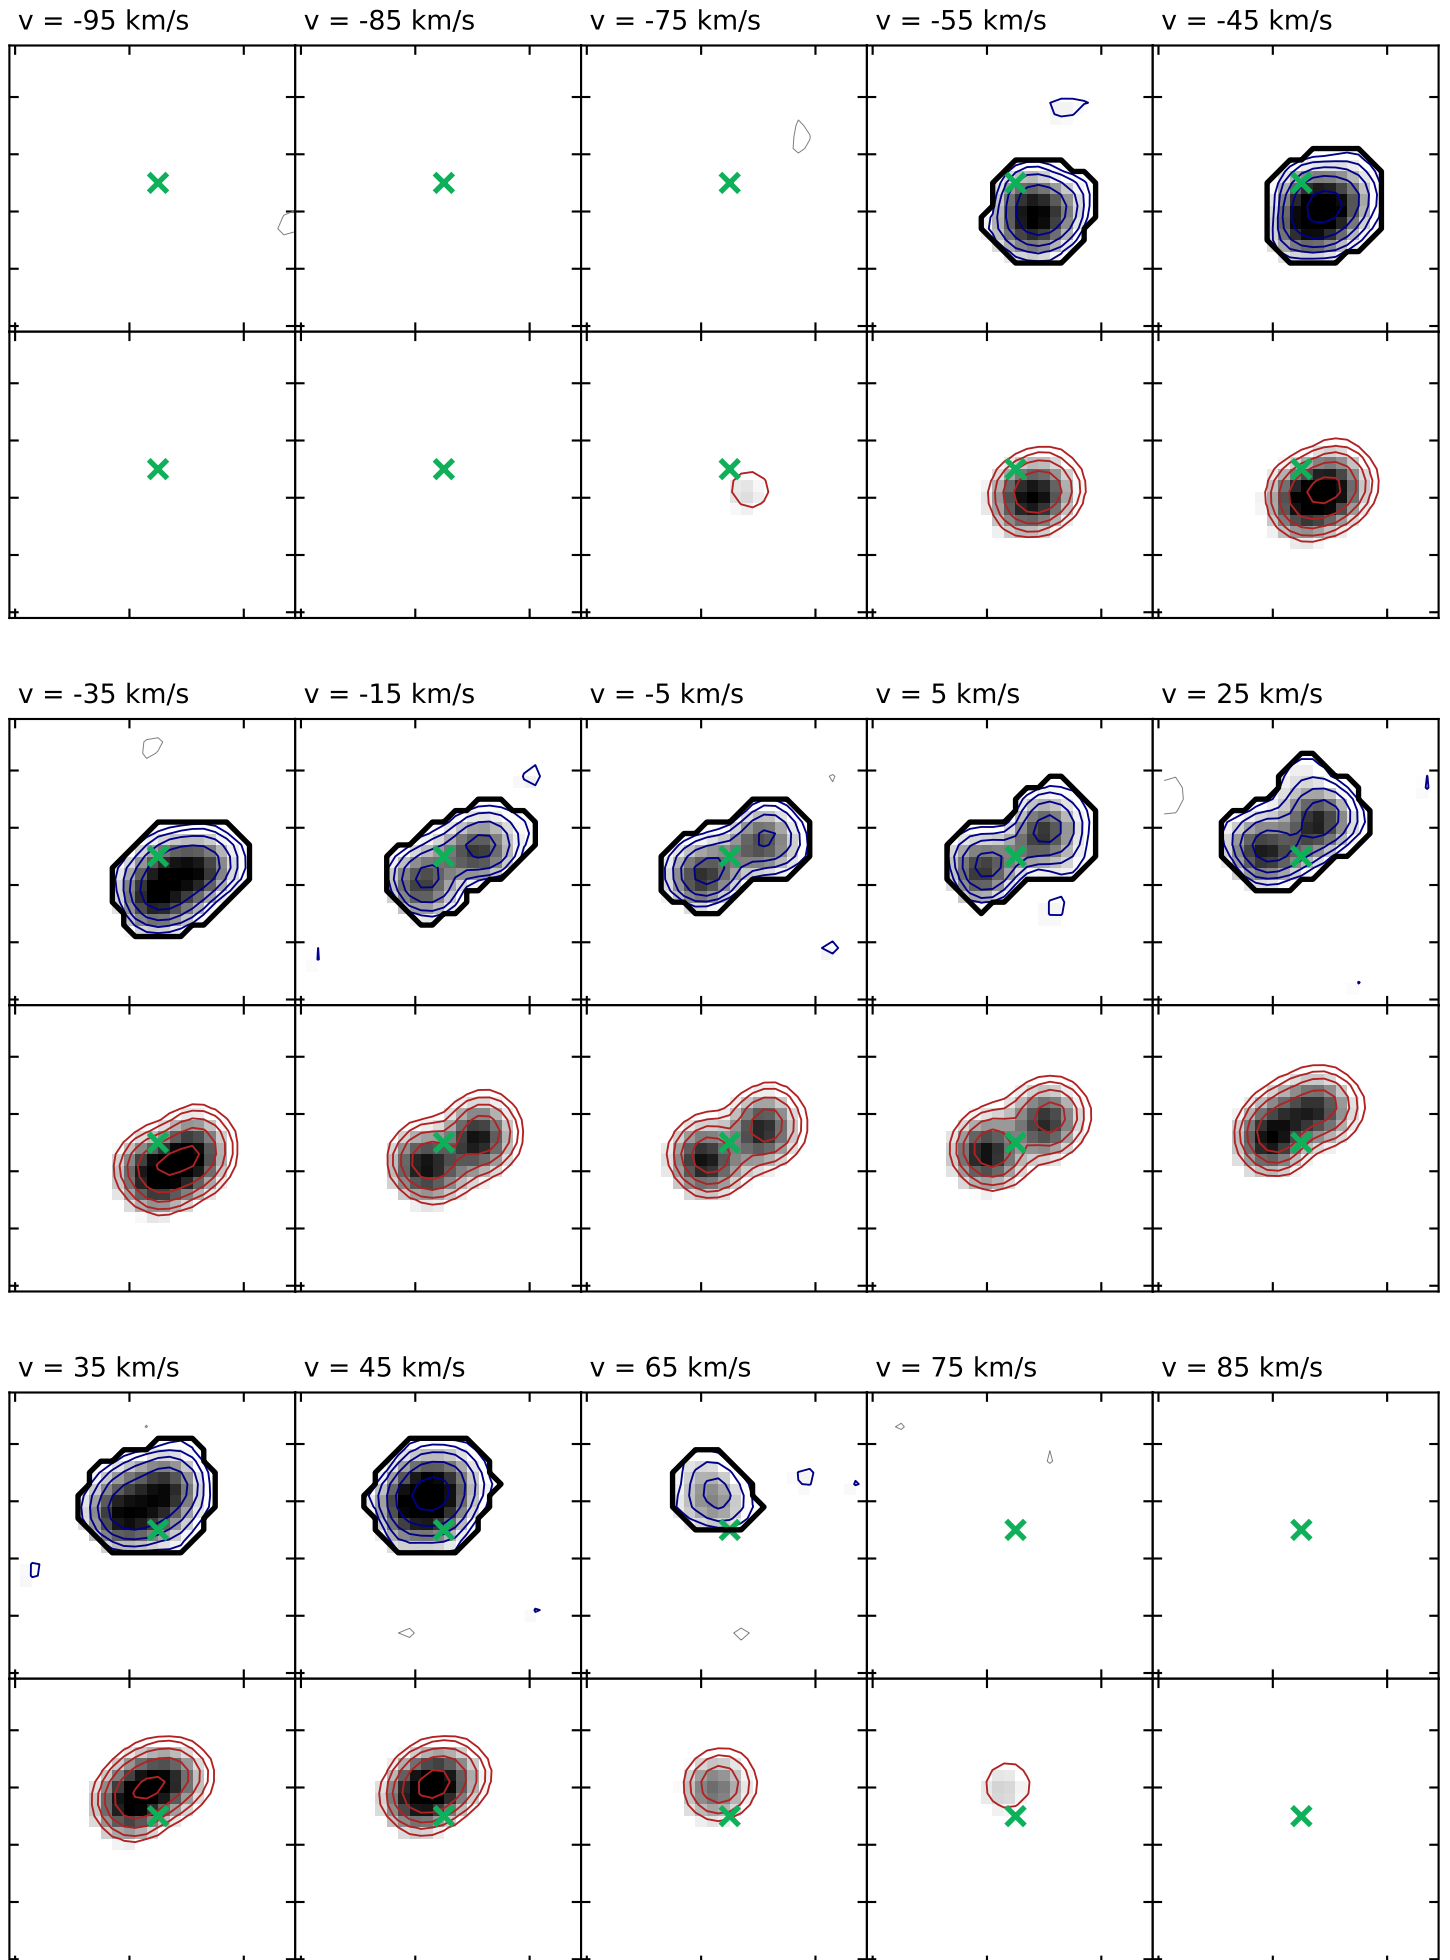 v = -95 km/s v = -85 km/s v = -75 km/s v = -55 km/s v = -45 km/s
v = -35 km/s v = -15 km/s v = -5 km/s v = 5 km/s v = 25 km/s
v = 35 km/s v = 45 km/s v = 65 km/s v = 75 km/s v = 85 km/s